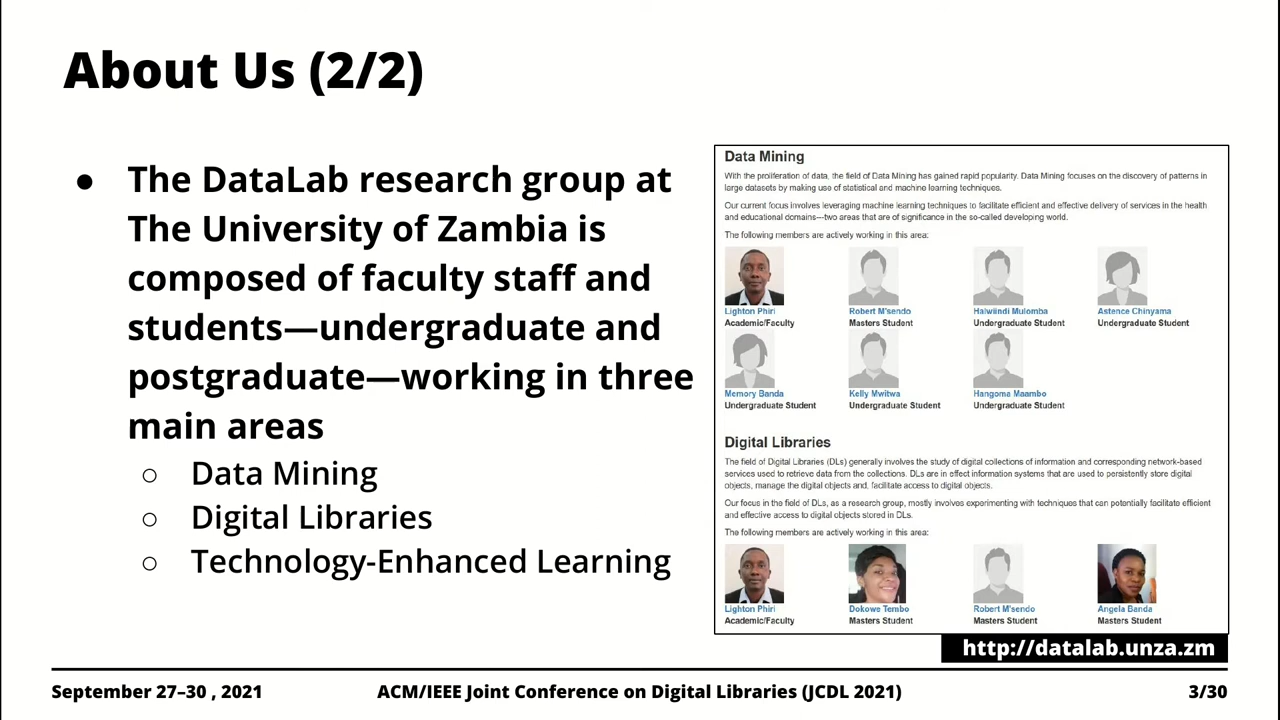 About Us (2/2)
● The DataLab research group at
The University of Zambia is
composed of faculty staff and
students—undergraduate and
postgraduate—working in three
main areas
○ Data Mining
○ Digital Libraries
○ Technology-Enhanced Learning
Data Mining
With the proliferation of data, the field of Data Mining has gained rapid popularity. Data Mining focuses on the discovery of patterns in
large datasets by making use of statistical and machine learning techniques.
Our current focus involves leveraging machine learning techniques to facilitate efficient and effective delivery of services in the health
and educational domains---two areas that are of significance in the so-called developing world.
The following members are actively working in this area:
Lighton Phiri Robert M'sendo Halwiindi Mulomba Astence Chinyama
Academic/Faculty Masters Student Undergraduate Student Undergraduate Student
Memory Banda Kelly Mwitwa Hangoma Maambo
Undergraduate Student Undergraduate Student Undergraduate Student
Digital Libraries
The field of Digital Libraries (DLs) generally involves the study of digital collections of information and corresponding network-based
services used to retrieve data from the collections. DLs are in effect information systems that are used to persistently store digital
objects, manage the digital objects and, facilitate access to digital objects.
Our focus in the field of DLs, as a research group, mostly involves experimenting with techniques that can potentially facilitate efficient
and effective access to digital objects stored in DLs.
The following members are actively working in this area:
Lighton Phiri Dokowe Tembo Robert M'sendo Angela Banda
Academic/Faculty Masters Student Masters Student Masters Student
http://datalab.unza.zm
September 27–30 , 2021 ACM/IEEE Joint Conference on Digital Libraries (JCDL 2021) 3/30